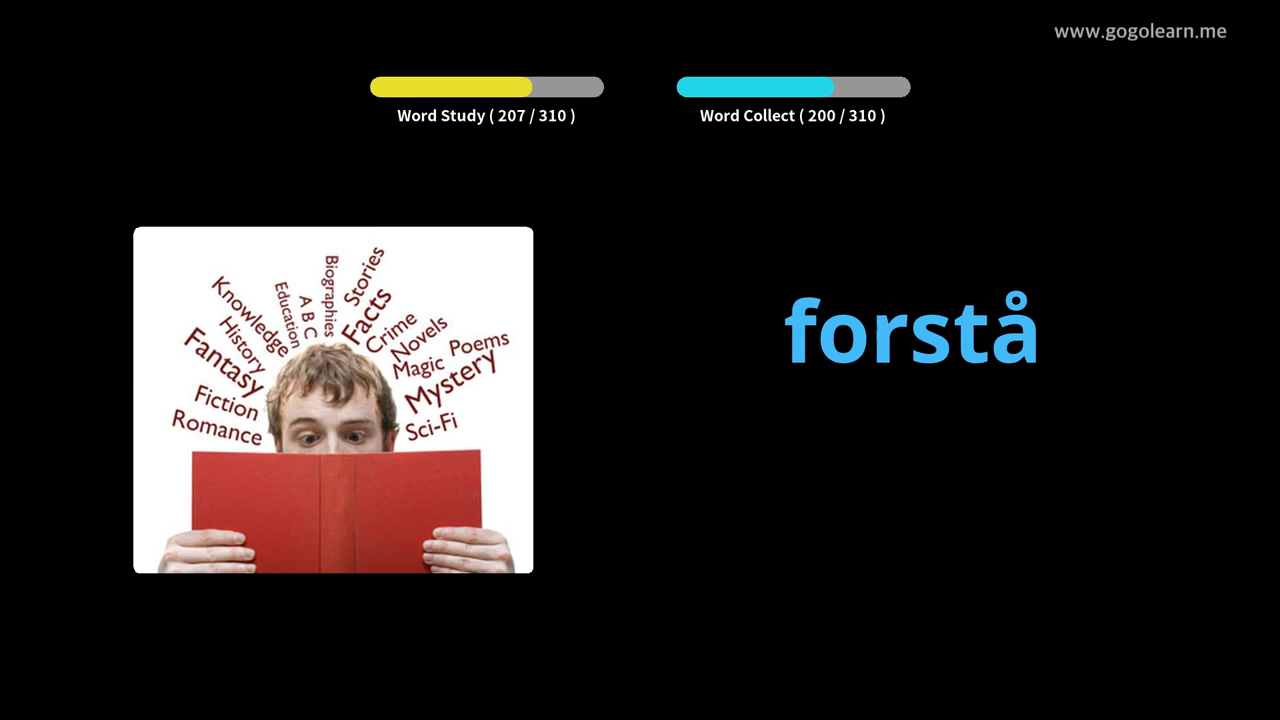 www.gogolearn.me
Word Study ( 207 / 310 )
Word Collect ( 200 / 310 )
Romance
Fiction
Fantasy
History
Knowledge
Education
A B C
Biographies
Stories
Facts
Crime
Novels
Magic
Poems
Mystery
Sci-Fi
forstå